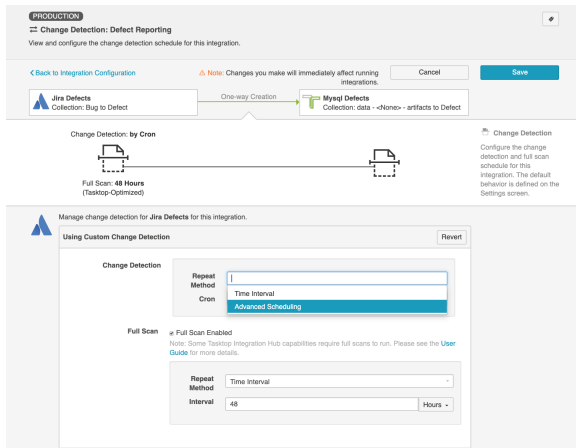 PRODUCTION
Change Detection: Defect Reporting
View and configure the change detection schedule for this integration.
Back to Integration Configuration
Note: Changes you make will immediately affect running
integrations.
Cancel
Save
Jira Defects
Collection: Bug to Defect
One-way Creation
Mysql Defects
Collection: data - <None> - artifacts to Defect
Change Detection: by Cron
Full Scan: 48 Hours
(Tasktop-Optimized)
Change Detection
Configure the change
detection and full scan
schedule for this
integration. The default
behavior is defined on the
Settings screen.
Manage change detection for Jira Defects for this integration.
Using Custom Change Detection
Revert
Change Detection
Repeat
Method
Time Interval
Cron
Advanced Scheduling
Full Scan
Full Scan Enabled
Note: Some Tasktop Integration Hub capabilities require full scans to run. Please see the User
Guide for more details.
Repeat
Method
Time Interval
Interval
48
Hours